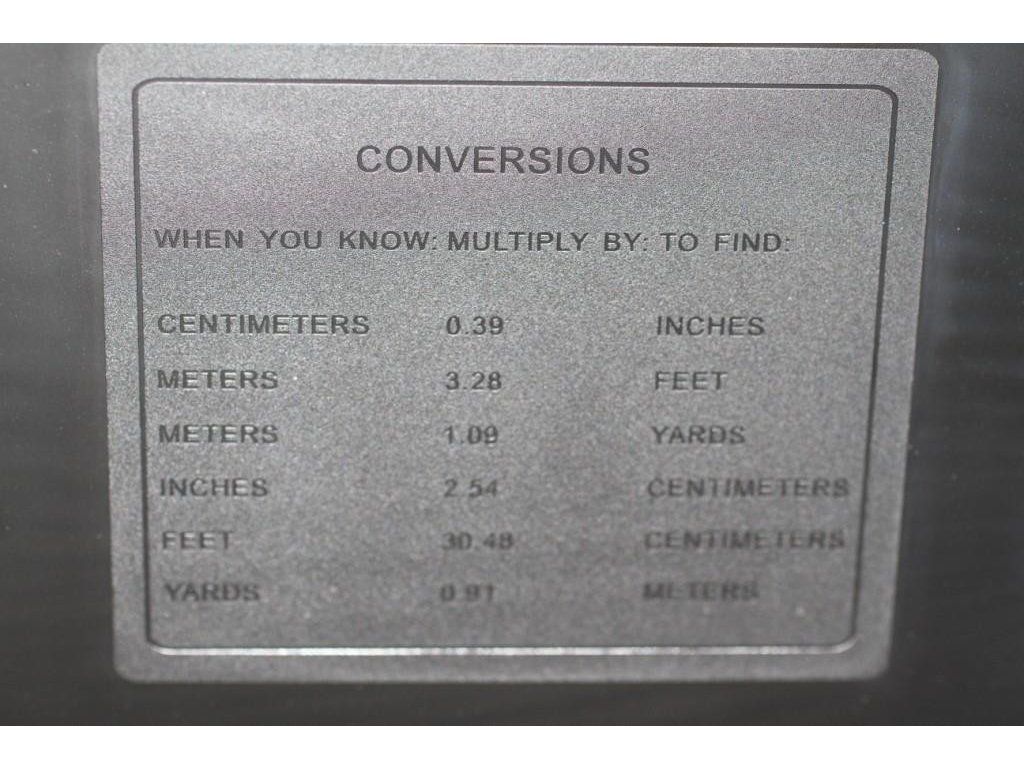 CONVERSIONS
WHEN YOU KNOW: MULTIPLY BY: TO FIND:
CENTIMETERS 0.39 INCHES
METERS 3.28 FEET
METERS 1.09 YARDS
INCHES 2.54 CENTIMETERS
FEET 30.48 CENTIMETERS
YARDS 0.91 METERS